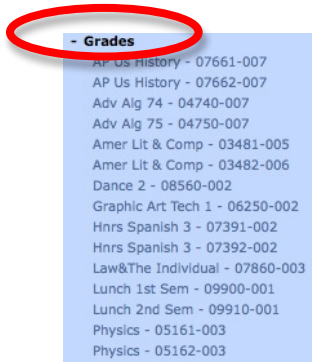 - Grades
AP Us History - 07661-007
AP Us History - 07662-007
Adv Alg 74 - 04740-007
Adv Alg 75 - 04750-007
Amer Lit & Comp - 03481-005
Amer Lit & Comp - 03482-006
Dance 2 - 08560-002
Graphic Art Tech 1 - 06250-002
Hnrs Spanish 3 - 07391-002
Hnrs Spanish 3 - 07392-002
Law&The Individual - 07860-003
Lunch 1st Sem - 09900-001
Lunch 2nd Sem - 09910-001
Physics - 05161-003
Physics - 05162-003